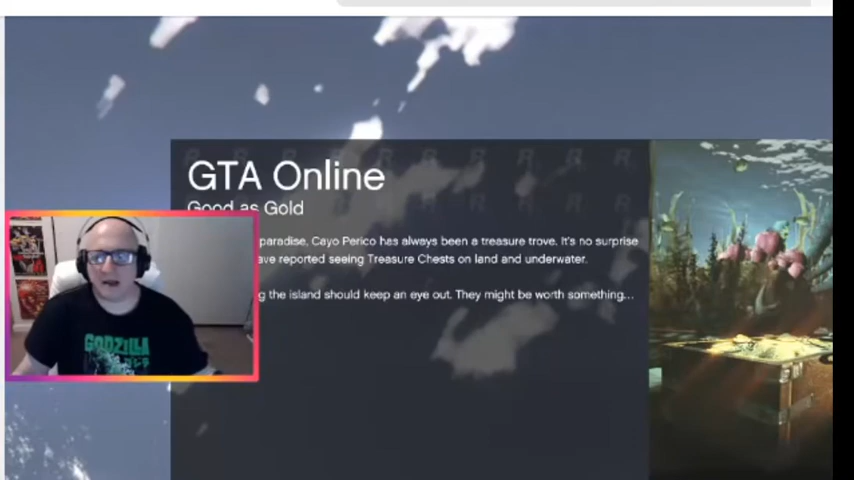 GTA Online
Good as Gold
paradise, Cayo Perico has always been a treasure trove. It's no surprise
ave reported seeing Treasure Chests on land and underwater.
g the island should keep an eye out. They might be worth something...
GODZILLA